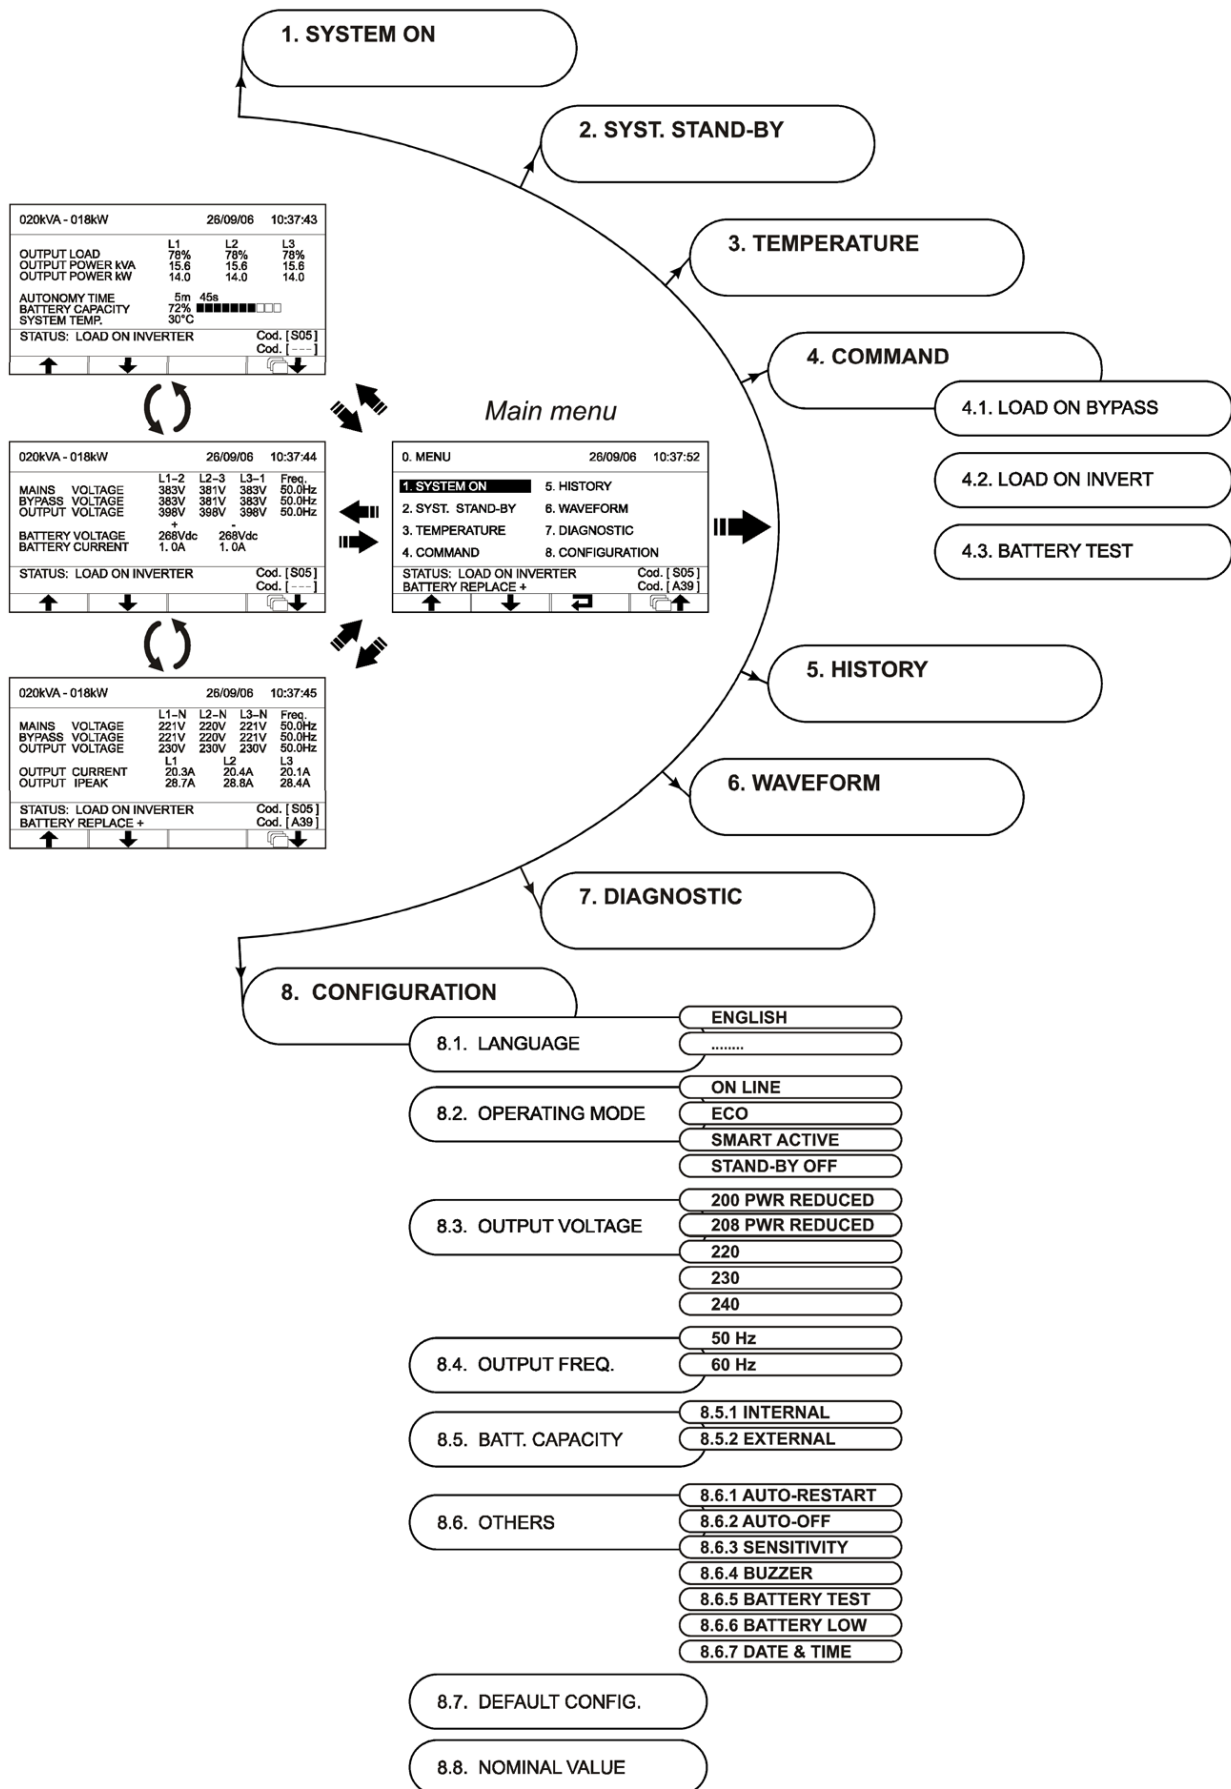 1. SYSTEM ON
2. SYST. STAND-BY
3. TEMPERATURE
4. COMMAND
4.1. LOAD ON BYPASS
4.2. LOAD ON INVERT
4.3. BATTERY TEST
020kVA - 018kW 26/09/06 10:37:43
L1 L2 L3
OUTPUT LOAD 78% 78% 78%
OUTPUT POWER kVA 15.6 15.6 15.6
OUTPUT POWER kW 14.0 14.0 14.0
AUTONOMY TIME 5m 45s
BATTERY CAPACITY 72%
SYSTEM TEMP. 30°C
STATUS: LOAD ON INVERTER Cod. [S05]
Cod. [---]
020kVA - 018kW 26/09/06 10:37:44
L1-2 L2-3 L3-1 Freq.
MAINS VOLTAGE 383V 381V 383V 50.0Hz
BYPASS VOLTAGE 383V 381V 383V 50.0Hz
OUTPUT VOLTAGE 398V 398V 398V 50.0Hz
+ -
BATTERY VOLTAGE 268Vdc 268Vdc
BATTERY CURRENT 1. 0A 1. 0A
STATUS: LOAD ON INVERTER Cod. [S05]
Cod. [---]
020kVA - 018kW 26/09/06 10:37:45
L1-N L2-N L3-N Freq.
MAINS VOLTAGE 221V 220V 221V 50.0Hz
BYPASS VOLTAGE 221V 220V 221V 50.0Hz
OUTPUT VOLTAGE 230V 230V 230V 50.0Hz
L1 L2 L3
OUTPUT CURRENT 20.3A 20.4A 20.1A
OUTPUT IPEAK 28.7A 28.8A 28.4A
STATUS: LOAD ON INVERTER Cod. [S05]
BATTERY REPLACE + Cod. [A39]
Main menu
0. MENU 26/09/06 10:37:52
1. SYSTEM ON 5. HISTORY
2. SYST. STAND-BY 6. WAVEFORM
3. TEMPERATURE 7. DIAGNOSTIC
4. COMMAND 8. CONFIGURATION
STATUS: LOAD ON INVERTER Cod. [S05]
BATTERY REPLACE + Cod. [A39]
5. HISTORY
6. WAVEFORM
7. DIAGNOSTIC
8. CONFIGURATION
8.1. LANGUAGE
ENGLISH
........
8.2. OPERATING MODE
ON LINE
ECO
SMART ACTIVE
STAND-BY OFF
8.3. OUTPUT VOLTAGE
200 PWR REDUCED
208 PWR REDUCED
220
230
240
8.4. OUTPUT FREQ.
50 Hz
60 Hz
8.5. BATT. CAPACITY
8.5.1 INTERNAL
8.5.2 EXTERNAL
8.6. OTHERS
8.6.1 AUTO-RESTART
8.6.2 AUTO-OFF
8.6.3 SENSITIVITY
8.6.4 BUZZER
8.6.5 BATTERY TEST
8.6.6 BATTERY LOW
8.6.7 DATE & TIME
8.7. DEFAULT CONFIG.
8.8. NOMINAL VALUE